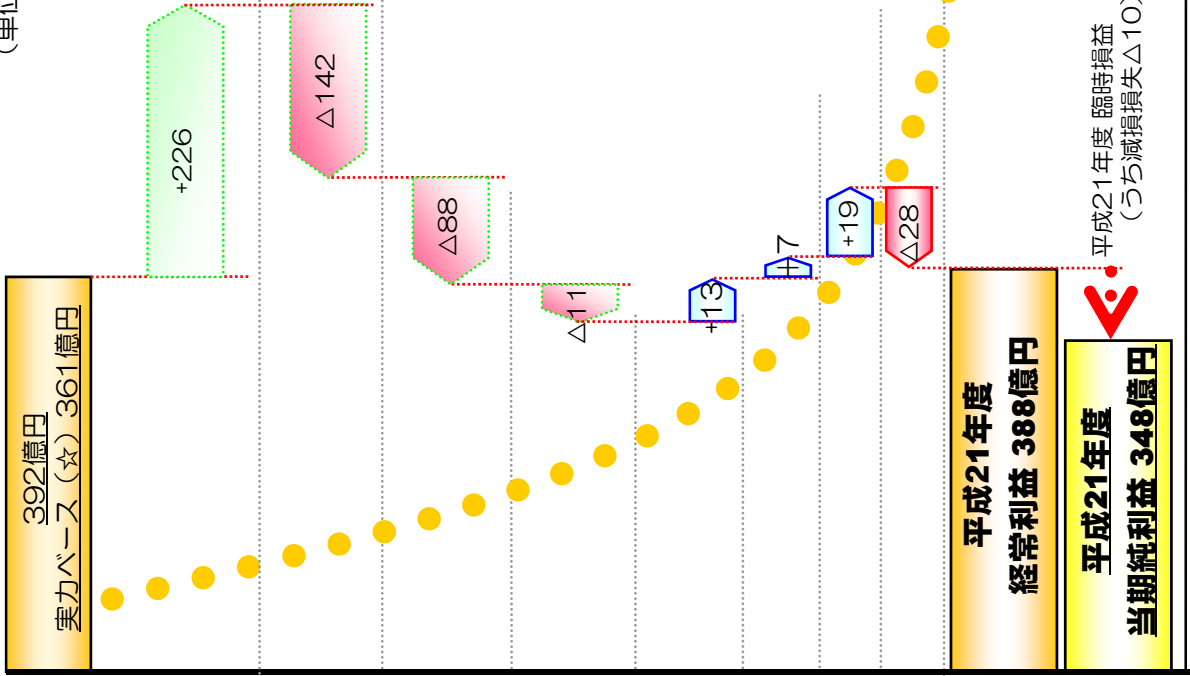 （単位
392億円
実力ベース（☆）361億円
+226
△142
△88
△11
+13
+7
+19
△28
平成21年度
経常利益 388億円
平成21年度 臨時損益
（うち減損損失△10）
平成21年度
当期純利益 348億円